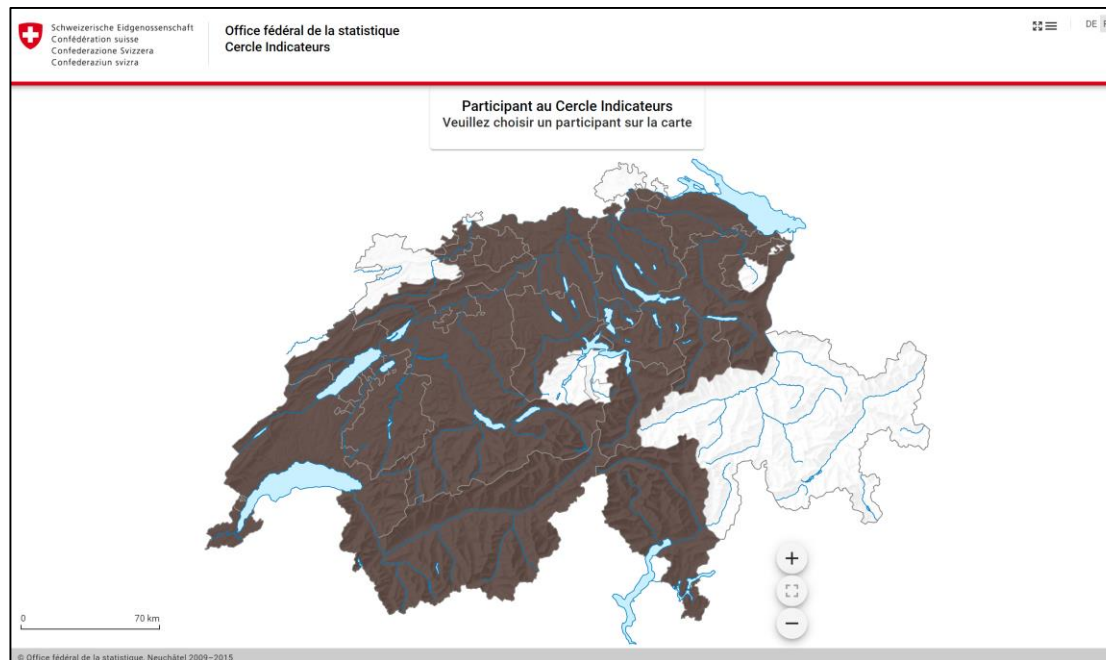 Schweizerische Eidgenossenschaft
Confédération suisse
Confederazione Svizzera
Confederaziun svizra
Office fédéral de la statistique
Cercle Indicateurs
DE F
Participant au Cercle Indicateurs
Veuillez choisir un participant sur la carte
+
−
0 70 km
© Office fédéral de la statistique, Neuchâtel 2009–2015